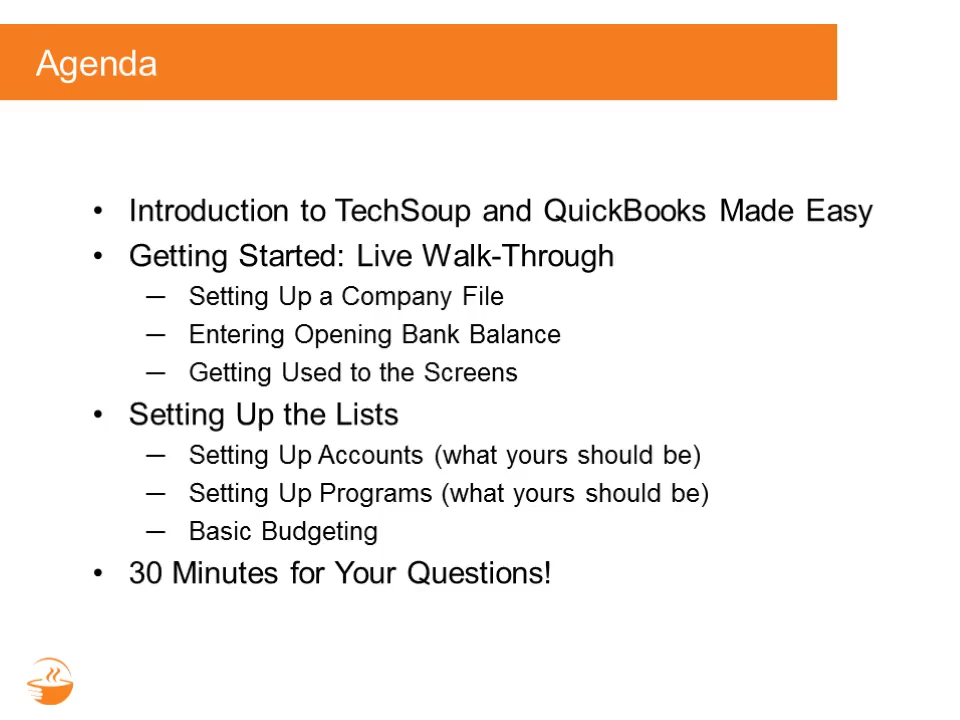 Agenda
• Introduction to TechSoup and QuickBooks Made Easy
• Getting Started: Live Walk-Through
— Setting Up a Company File
— Entering Opening Bank Balance
— Getting Used to the Screens
• Setting Up the Lists
— Setting Up Accounts (what yours should be)
— Setting Up Programs (what yours should be)
— Basic Budgeting
• 30 Minutes for Your Questions!